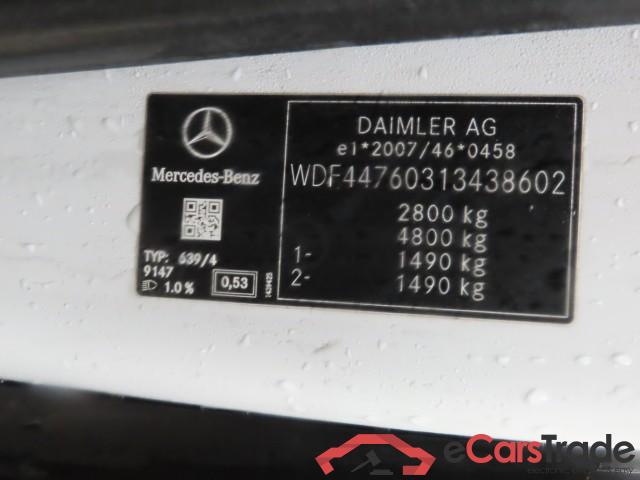 Mercedes-Benz
TYP: 639/4
9147
1.0 %
0,53
1439425
DAIMLER AG
e1*2007/46*0458
WDF44760313438602
2800 kg
4800 kg
1- 1490 kg
2- 1490 kg
eCarsTrade